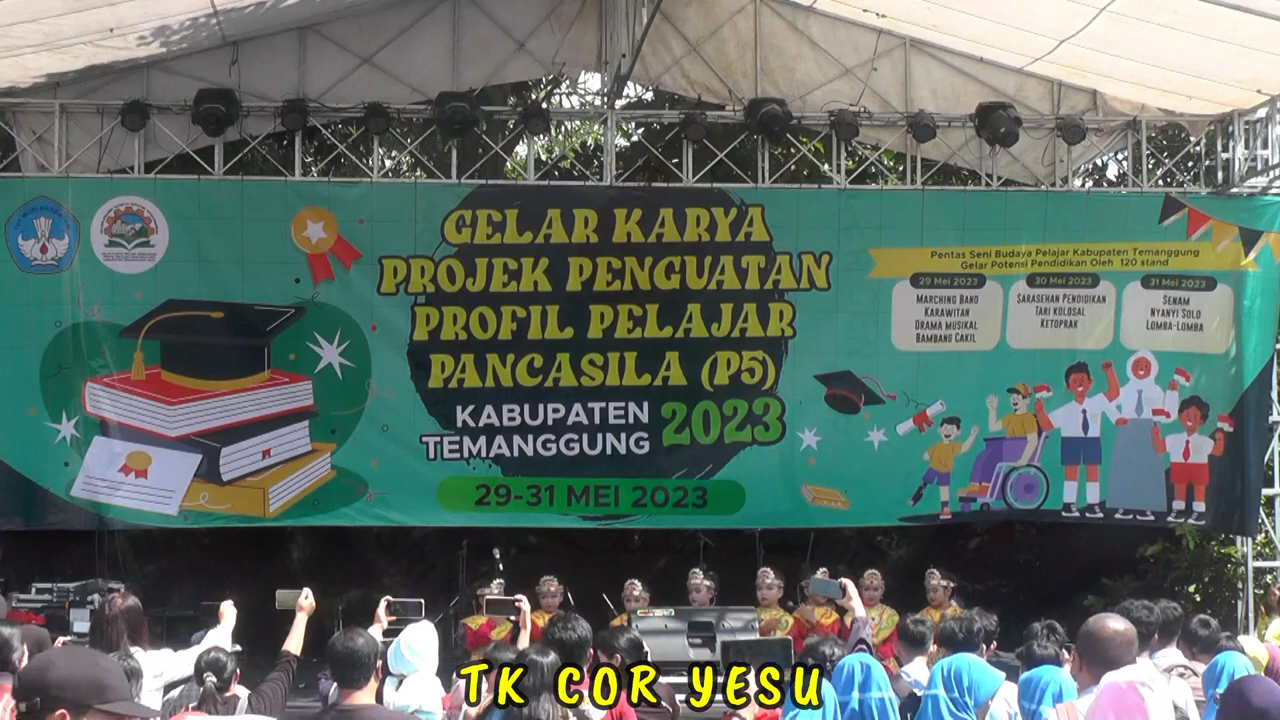 GELAR KARYA
PROJEK PENGUATAN
PROFIL PELAJAR
PANCASILA (P5)
KABUPATEN
TEMANGGUNG
2023
29-31 MEI 2023
Pentas Seni Budaya Pelajar Kabupaten Temanggung
Gelar Potensi Pendidikan Oleh 120 stand
29 Mei 2023
MARCHING BAND
KARAWITAN
DRAMA MUSIKAL
BAMBANG CAKIL
30 Mei 2023
SARASEHAN PENDIDIKAN
TARI KOLOSAL
KETOPRAK
31 Mei 2023
SENAM
NYANYI SOLO
LOMBA-LOMBA
TK COR YESU